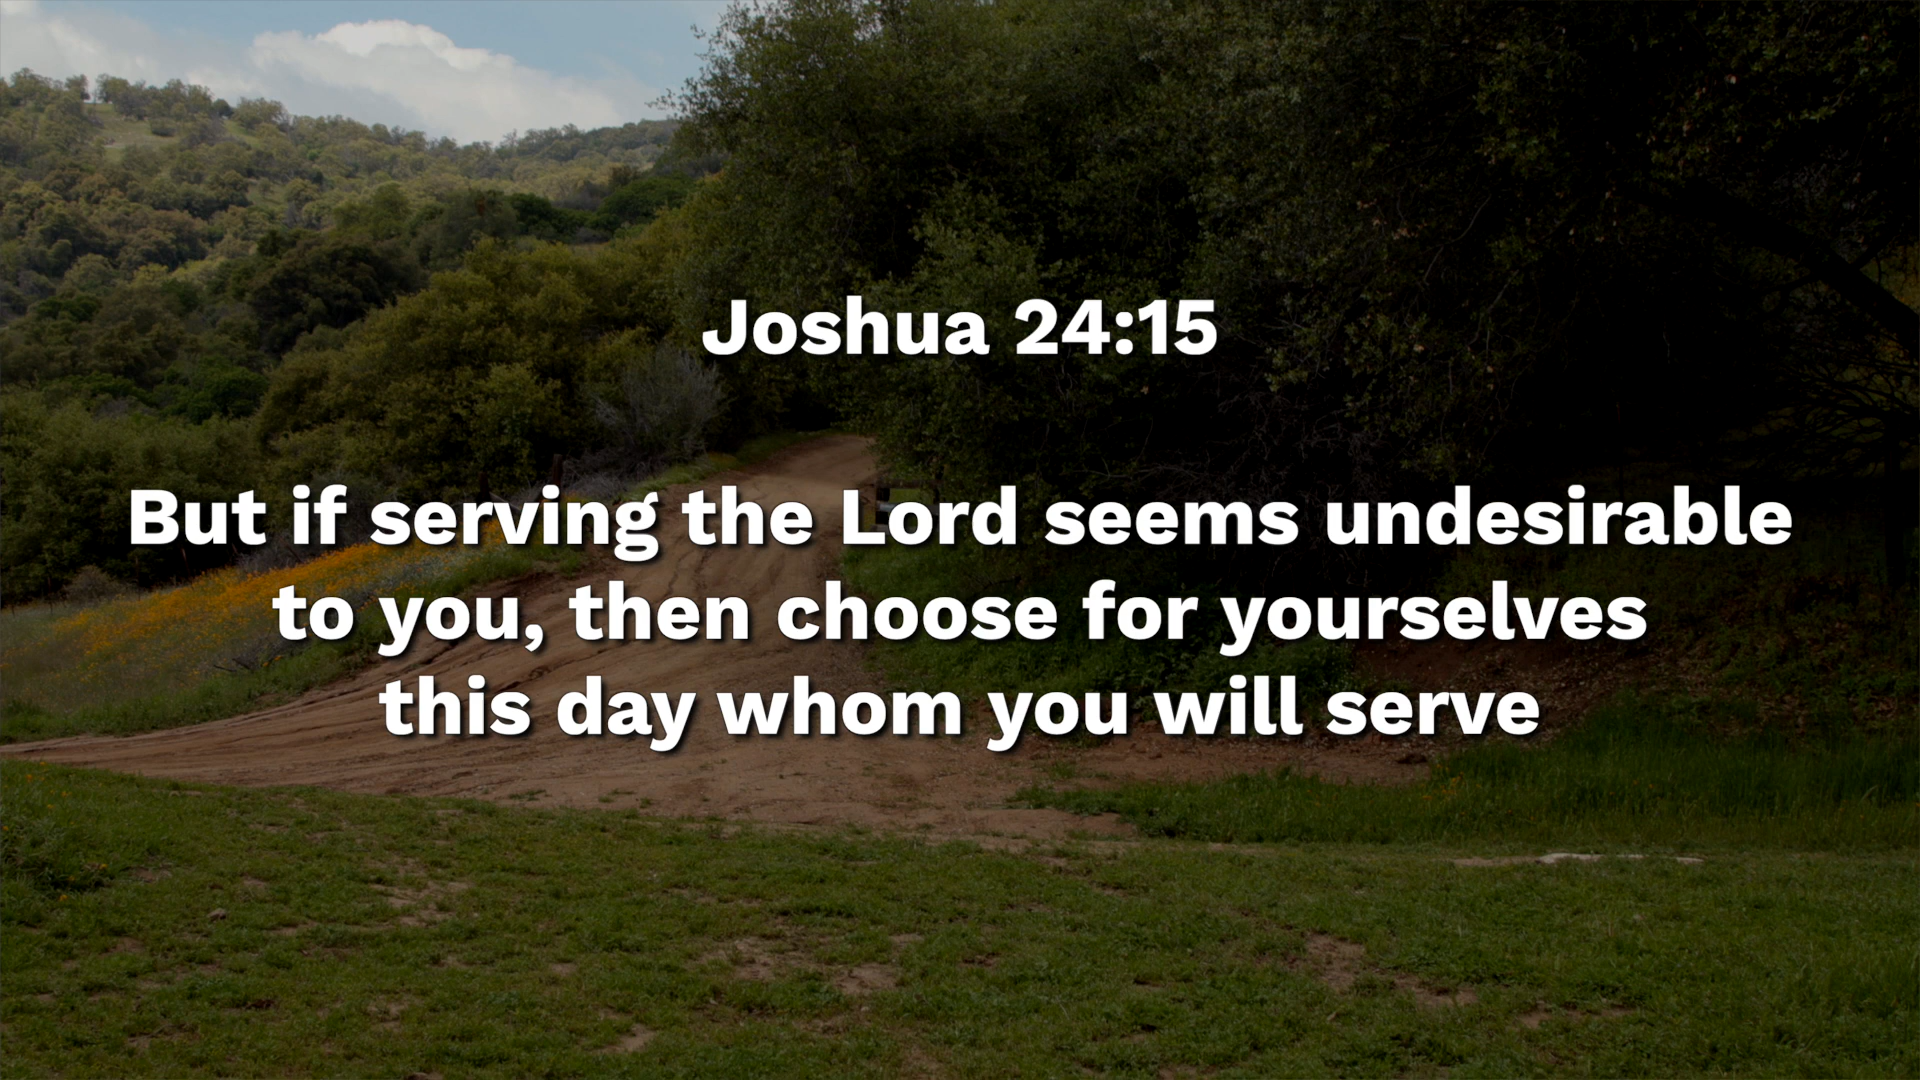 Joshua 24:15
But if serving the Lord seems undesirable
to you, then choose for yourselves
this day whom you will serve